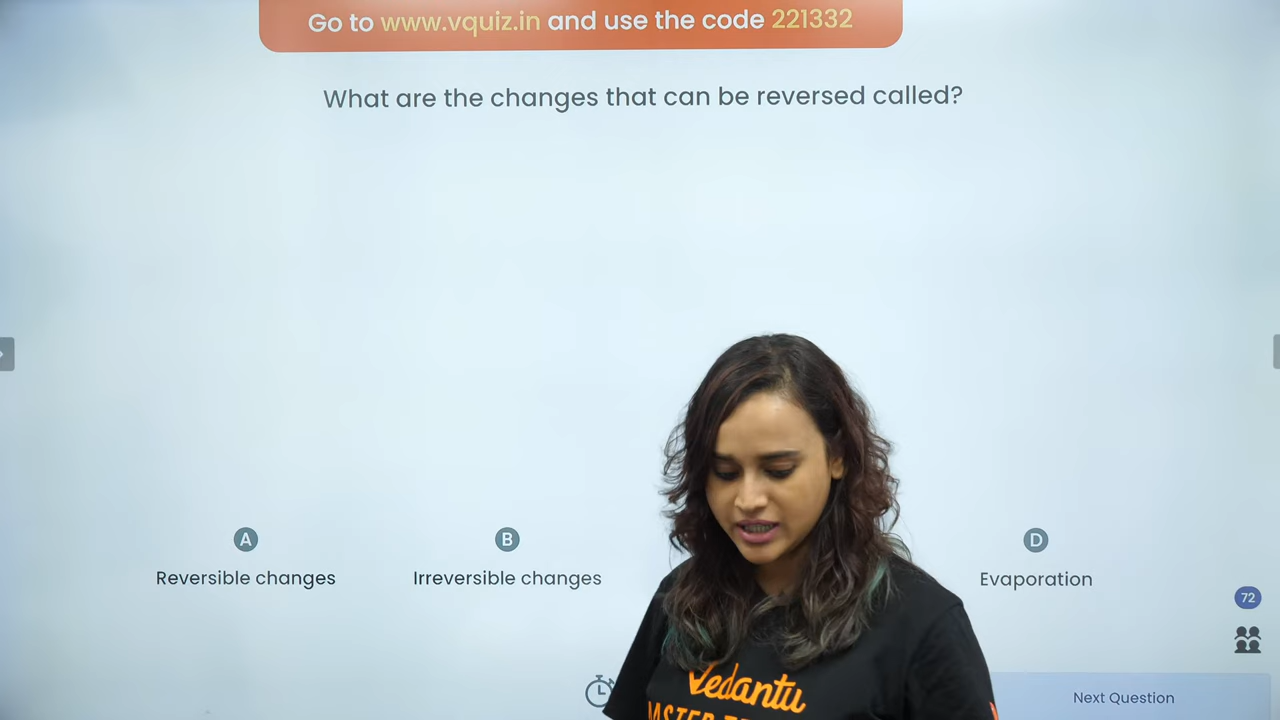 Go to www.vquiz.in and use the code 221332
What are the changes that can be reversed called?
A
Reversible changes
B
Irreversible changes
D
Evaporation
72
Next Question
Vedantu